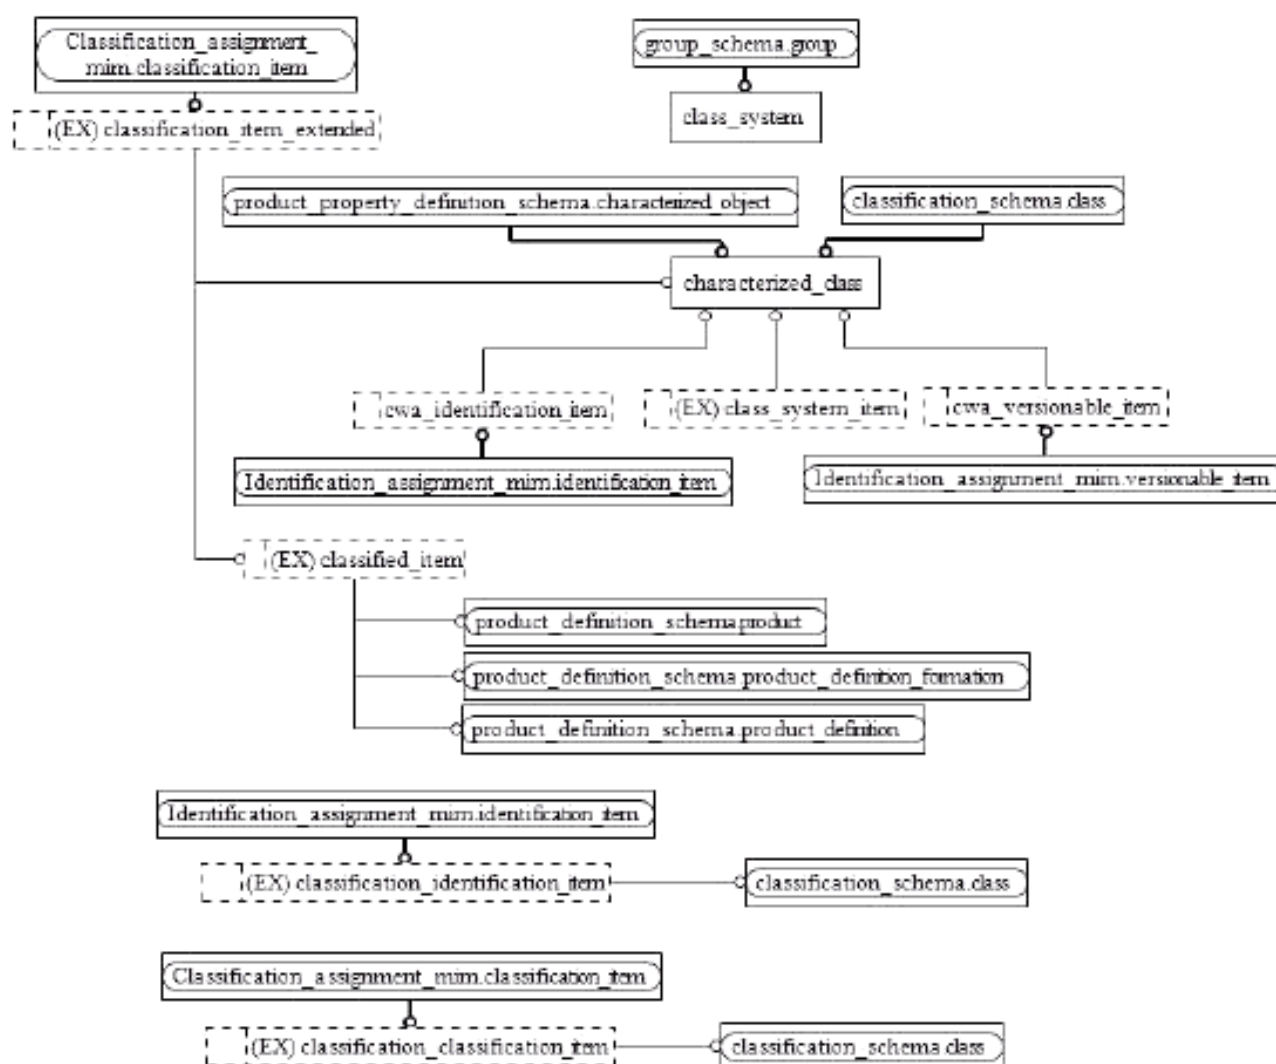 Classification_assignment_
mim.classification_item
group_schema.group
(EX) classification_item_extended
class_system
product_property_definition_schema.characterized_object
classification_schema.class
characterized_class
cwa_identification_item
(EX) class_system_item
cwa_versionable_item
Identification_assignment_mim.identification_item
Identification_assignment_mim.versionable_item
(EX) classified_item
product_definition_schema.product
product_definition_schema.product_definition_formation
product_definition_schema.product_definition
Identification_assignment_mim.identification_item
(EX) classification_identification_item
classification_schema.class
Classification_assignment_mim.classification_item
(EX) classification_classification_item
classification_schema.class